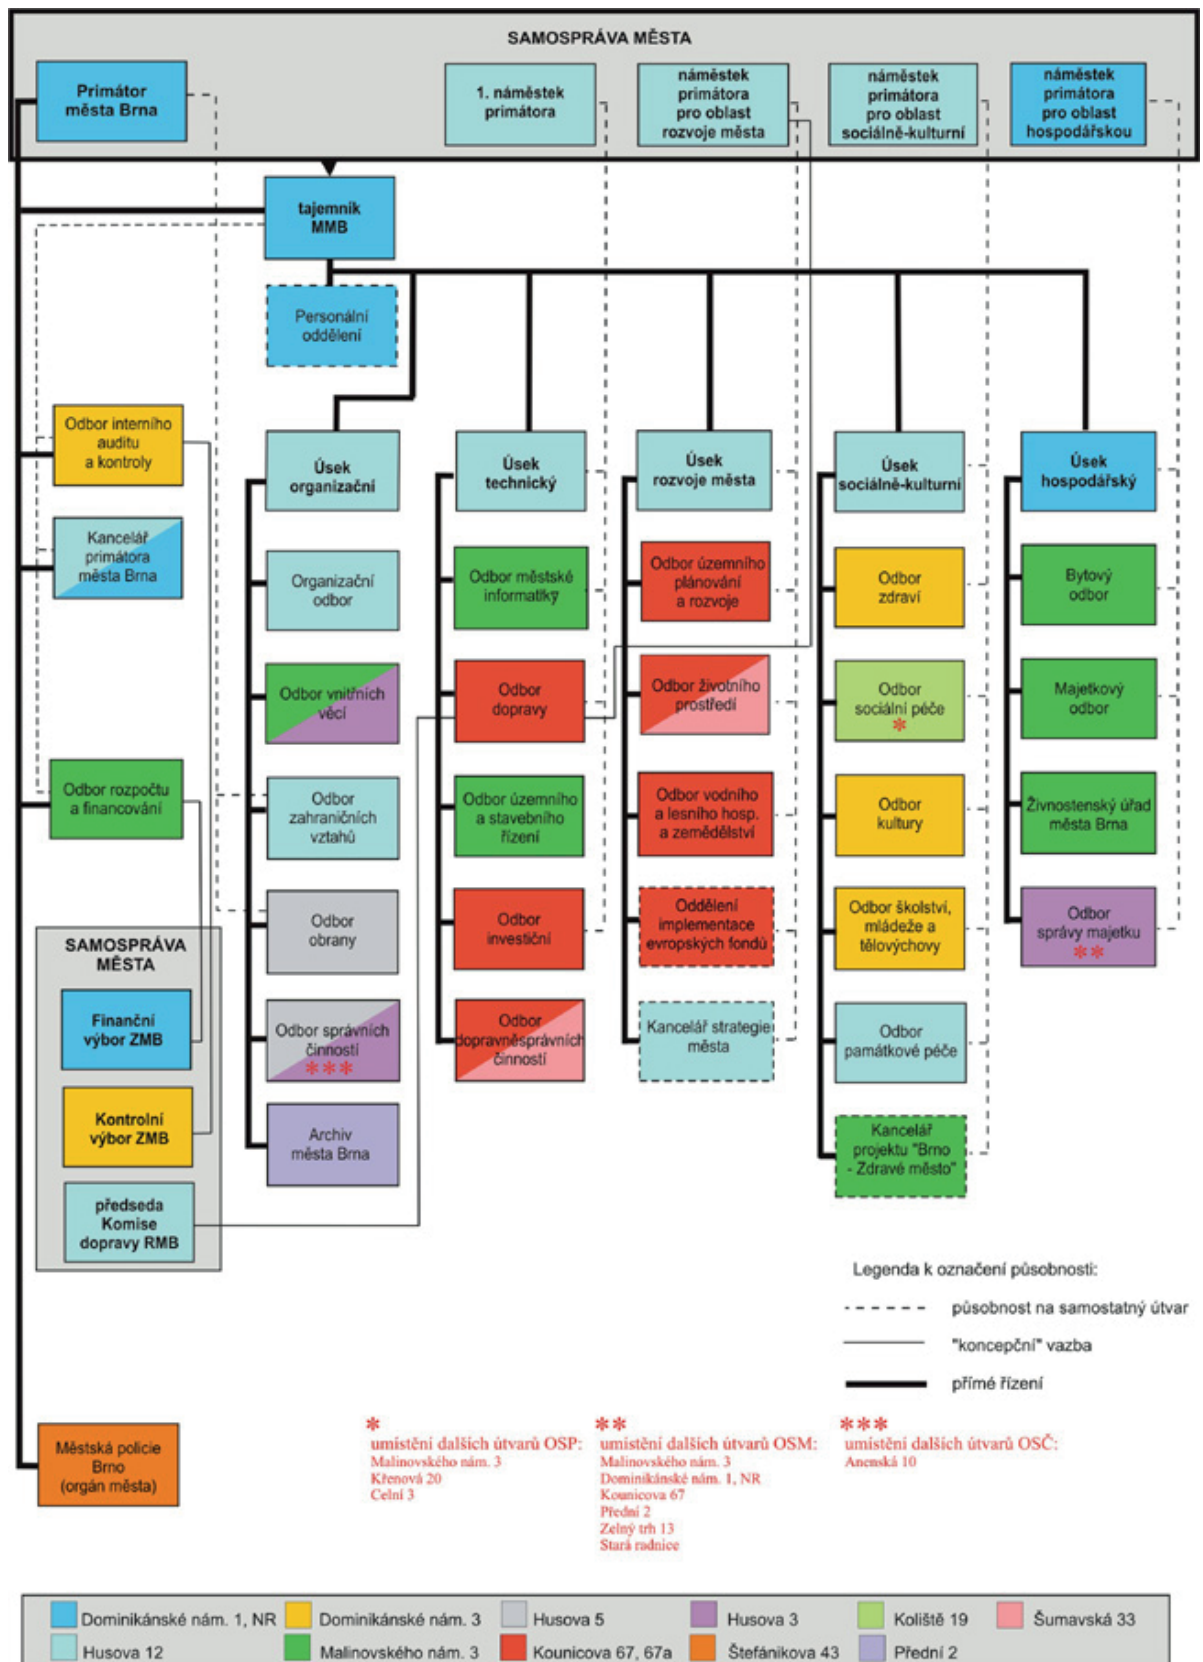 SAMOSPRÁVA MĚSTA
Primátor
města Brna
1. náměstek
primátora
náměstek
primátora
pro oblast
rozvoje města
náměstek
primátora
pro oblast
sociálně-kulturní
náměstek
primátora
pro oblast
hospodářskou
tajemník
MMB
Personální
oddělení
Odbor interního
auditu
a kontroly
Kancelář
primátora
města Brna
Odbor rozpočtu
a financování
SAMOSPRÁVA
MĚSTA
Finanční
výbor ZMB
Kontrolní
výbor ZMB
předseda
Komise
dopravy RMB
Městská policie
Brno
(orgán města)
Úsek
organizační
Organizační
odbor
Odbor vnitřních
věcí
Odbor
zahraničních
vztahů
Odbor
obrany
Odbor správních
činností
***
Archiv
města Brna
Úsek
technický
Odbor městské
informatiky
Odbor
dopravy
Odbor územního
a stavebního
řízení
Odbor
investiční
Odbor
dopravněsprávních
činností
Úsek
rozvoje města
Odbor územního
plánování
a rozvoje
Odbor životního
prostředí
Odbor vodního
a lesního hosp.
a zemědělství
Oddělení
implementace
evropských fondů
Kancelář strategie
města
Úsek
sociálně-kulturní
Odbor
zdraví
Odbor
sociální péče
*
Odbor
kultury
Odbor školství,
mládeže a
tělovýchovy
Odbor
památkové péče
Kancelář
projektu "Brno
- Zdravé město"
Úsek
hospodářský
Bytový
odbor
Majetkový
odbor
Živnostenský úřad
města Brna
Odbor
správy majetku
**
Legenda k označení působnosti:
působnost na samostatný útvar
"koncepční" vazba
přímé řízení
*
umístění dalších útvarů OSP:
Malinovského nám. 3
Křenová 20
Celní 3
**
umístění dalších útvarů OSM:
Malinovského nám. 3
Dominikánské nám. 1, NR
Kounicova 67
Přední 2
Zelný trh 13
Stará radnice
***
umístění dalších útvarů OSČ:
Anenská 10
Dominikánské nám. 1, NR
Dominikánské nám. 3
Husova 5
Husova 3
Koliště 19
Šumavská 33
Husova 12
Malinovského nám. 3
Kounicova 67, 67a
Štefánikova 43
Přední 2